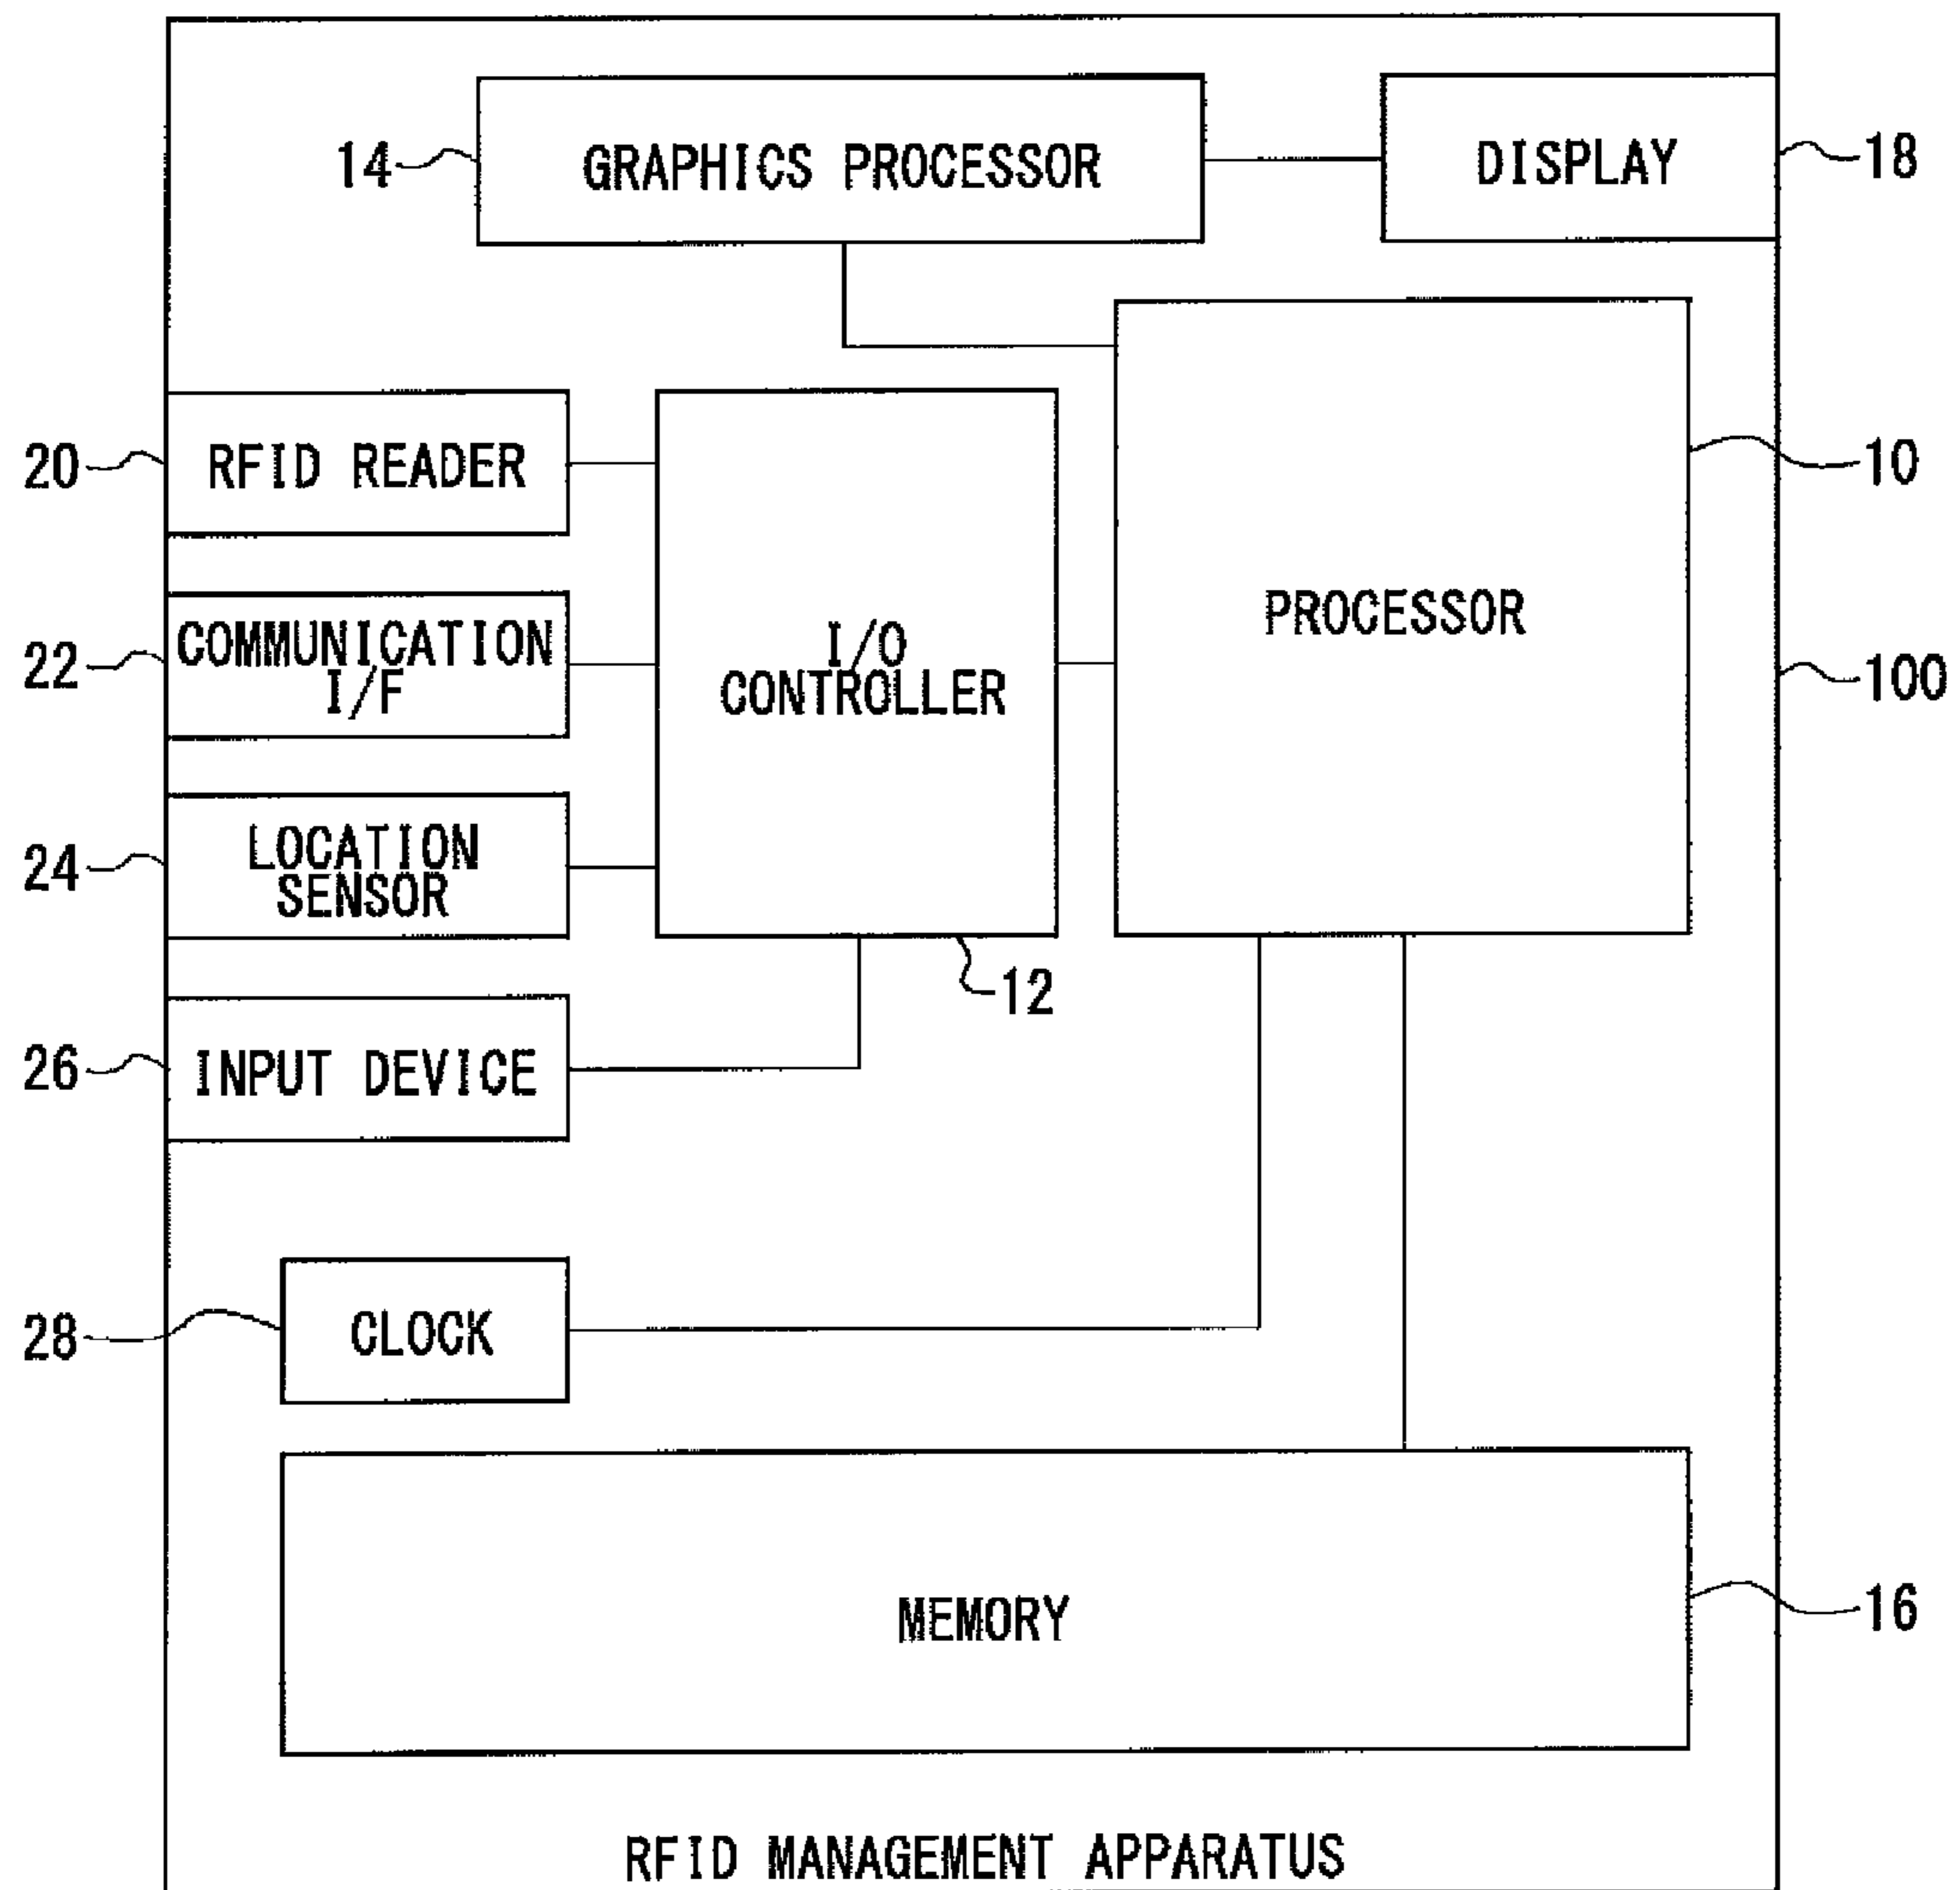 14
GRAPHICS PROCESSOR
DISPLAY
18
20
RFID READER
10
22
COMMUNICATION
I/F
I/O
CONTROLLER
PROCESSOR
100
24
LOCATION
SENSOR
12
26
INPUT DEVICE
28
CLOCK
MEMORY
16
RFID MANAGEMENT APPARATUS